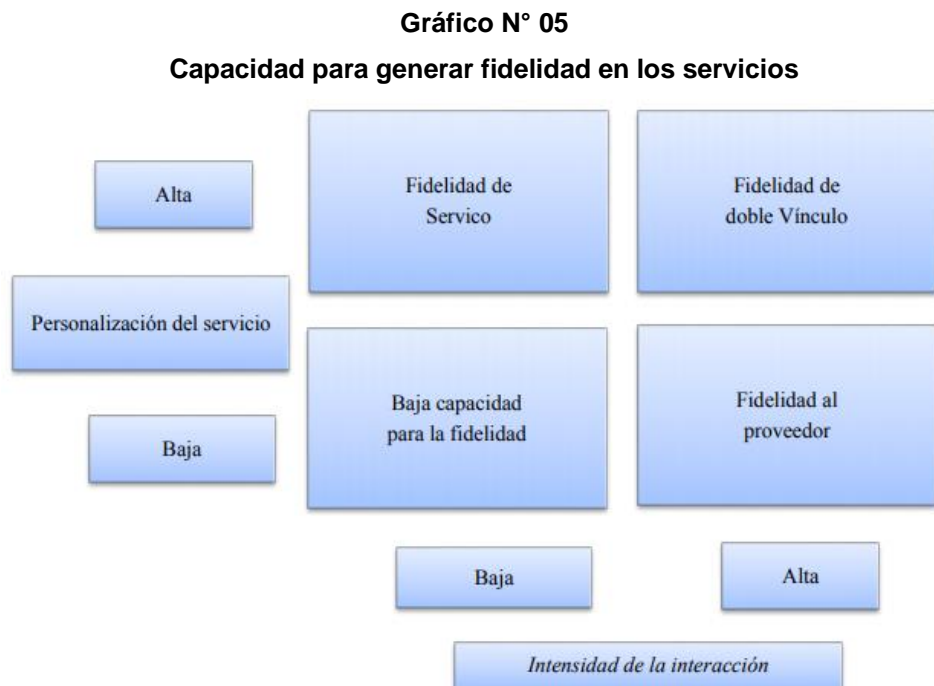 Gráfico N° 05
Capacidad para generar fidelidad en los servicios
Alta
Fidelidad de
Servico
Fidelidad de
doble Vínculo
Personalización del servicio
Baja capacidad
para la fidelidad
Fidelidad al
proveedor
Baja
Baja
Alta
Intensidad de la interacción